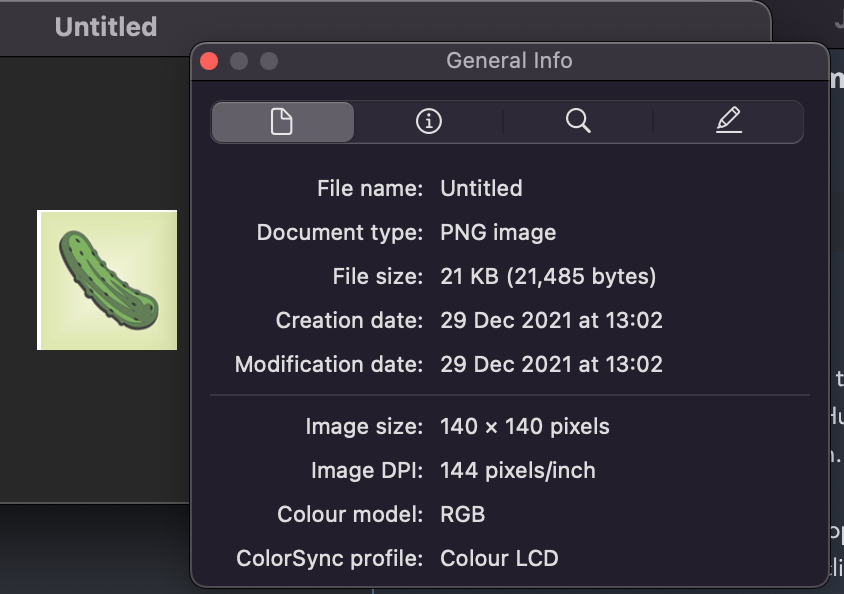 Untitled
General Info
File name: Untitled
Document type: PNG image
File size: 21 KB (21,485 bytes)
Creation date: 29 Dec 2021 at 13:02
Modification date: 29 Dec 2021 at 13:02
Image size: 140 × 140 pixels
Image DPI: 144 pixels/inch
Colour model: RGB
ColorSync profile: Colour LCD